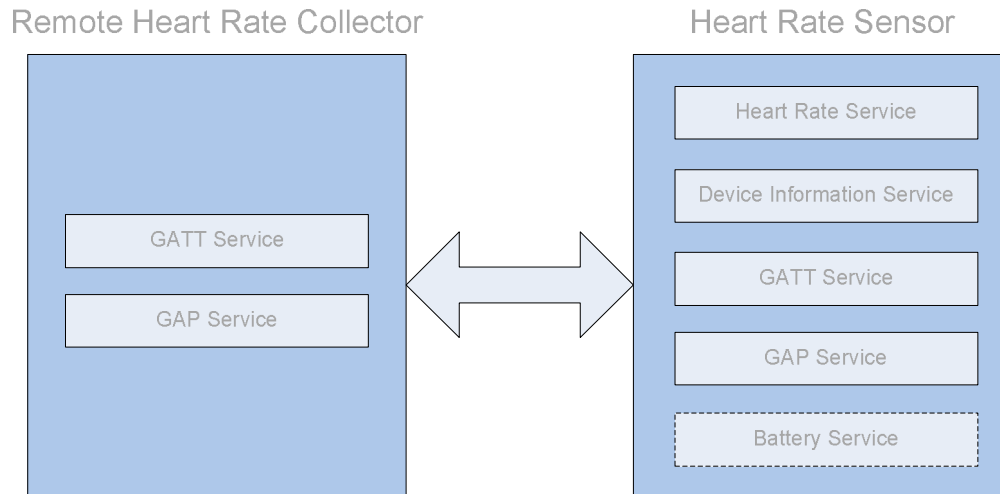 Remote Heart Rate Collector
GATT Service
GAP Service
Heart Rate Sensor
Heart Rate Service
Device Information Service
GATT Service
GAP Service
Battery Service